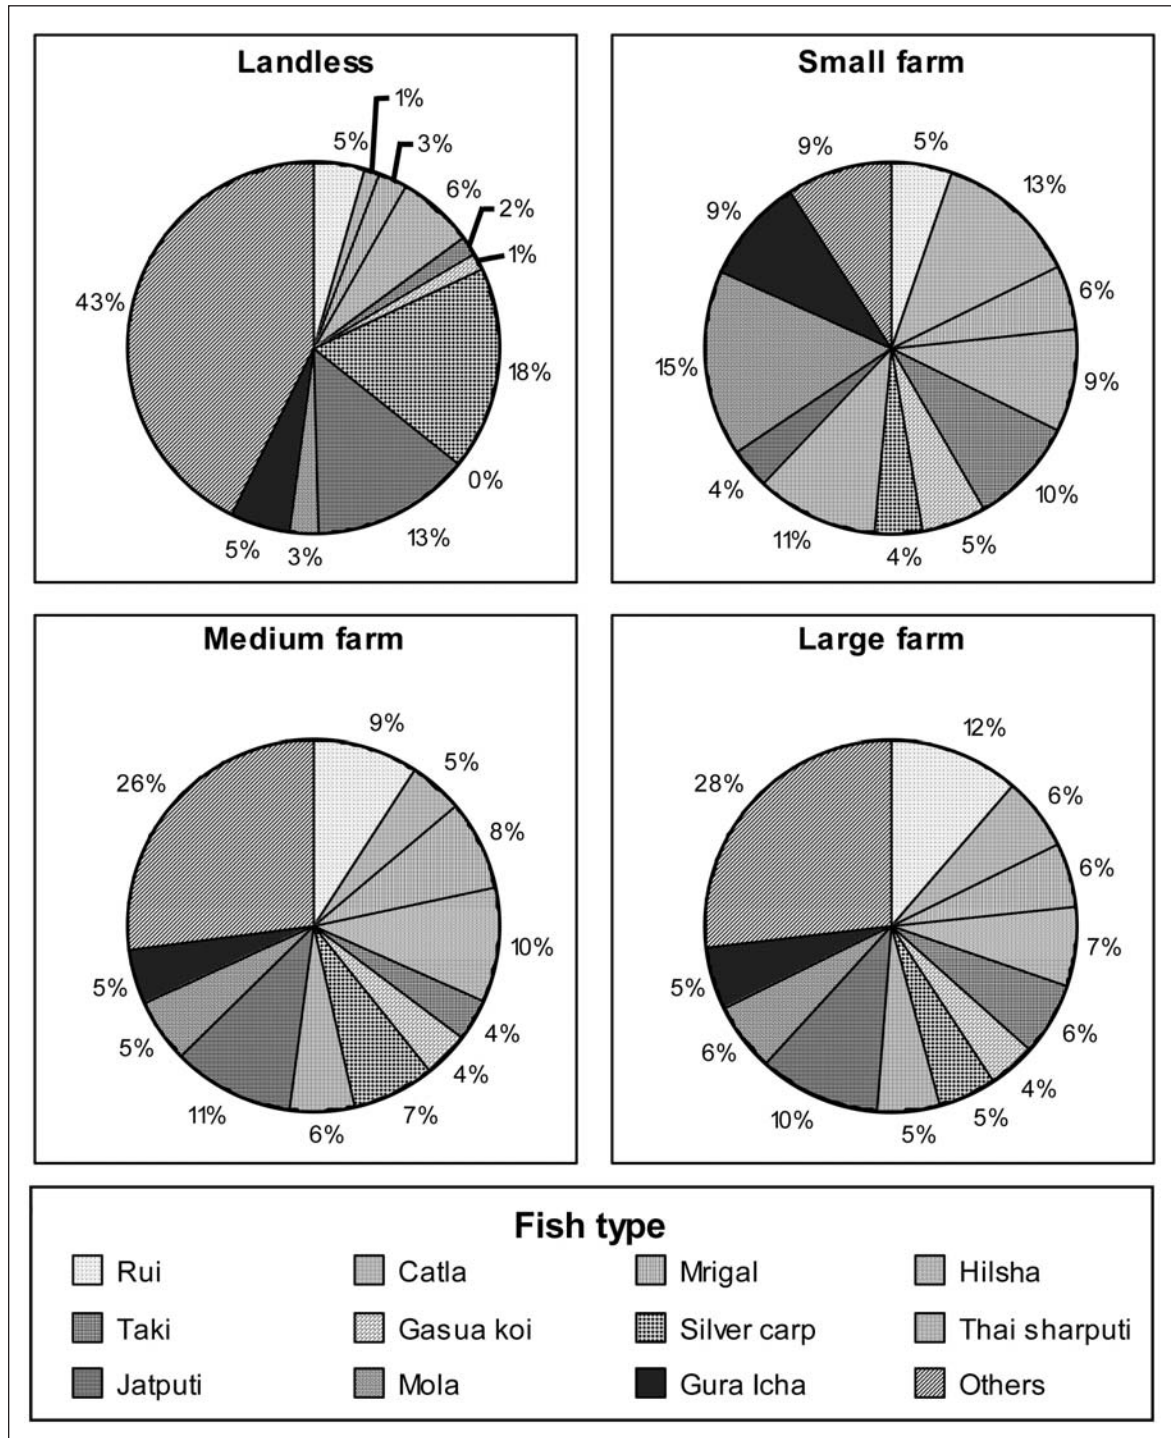 Landless
1%
5%
3%
6%
2%
1%
43%
18%
0%
13%
3%
5%
Small farm
9%
5%
13%
9%
6%
15%
9%
10%
4%
11%
4%
5%
Medium farm
9%
5%
26%
8%
10%
5%
4%
5%
4%
11%
6%
7%
Large farm
12%
28%
6%
6%
7%
5%
6%
6%
4%
10%
5%
5%
Fish type
Rui
Catla
Mrigal
Hilsha
Taki
Gasua koi
Silver carp
Thai sharputi
Jatputi
Mola
Gura Icha
Others